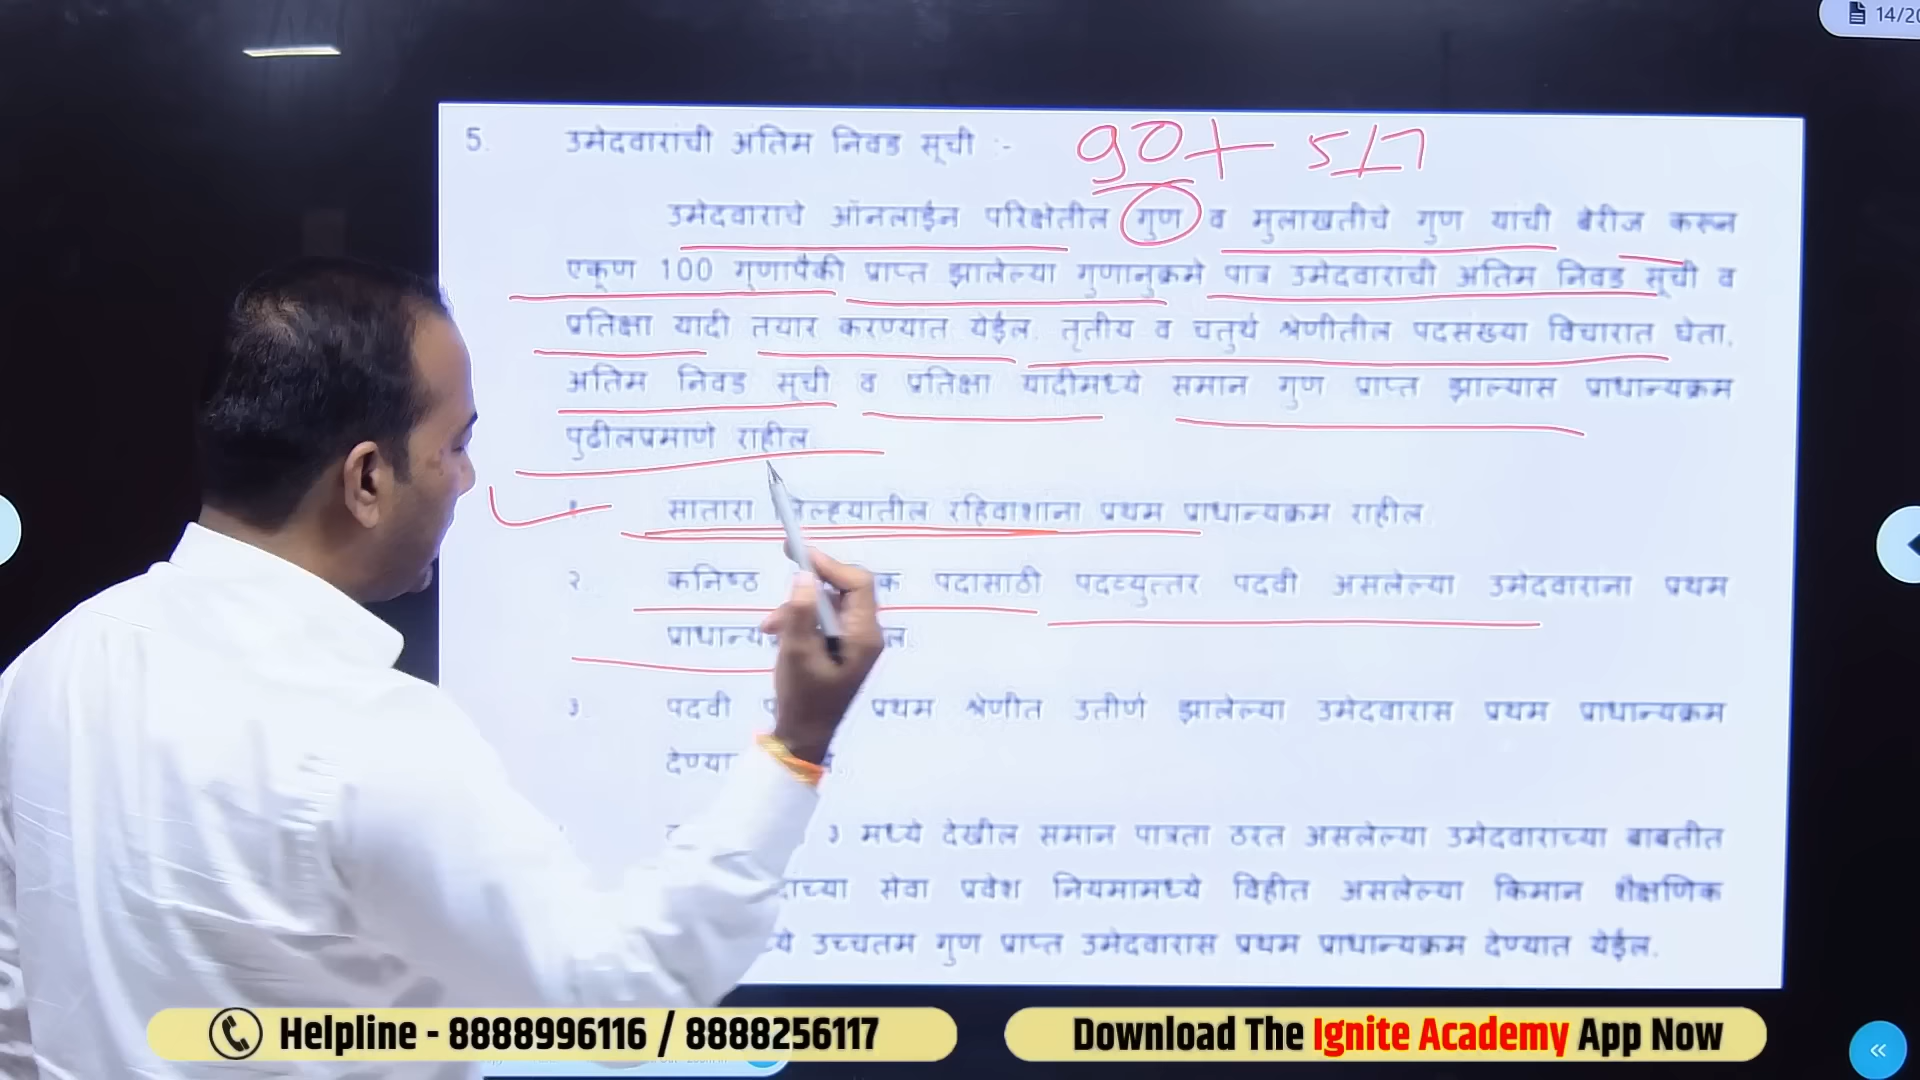 14/20
5. उमेदवारांची अंतिम निवड सूची :- 90+ 5/7
उमेदवाराचे ऑनलाईन परिक्षेतील गुण व मुलाखतीचे गुण यांची बेरीज करून
एकूण 100 गूणापैकी प्राप्त झालेल्या गुणानुक्रमे पात्र उमेदवारांची अंतिम निवड सूची व
प्रतिक्षा यादी तयार करण्यात येईल. तृतीय व चतुर्थ श्रेणीतील पदसंख्या विचारात घेता,
अंतिम निवड सूची व प्रतिक्षा यादीमध्ये समान गुण प्राप्त झाल्यास प्राधान्यक्रम
पुढीलप्रमाणे राहील.
१. सातारा जिल्ह्यातील रहिवाशांना प्रथम प्राधान्यक्रम राहील.
२. कनिष्ठ पदासाठी पदव्युत्तर पदवी असलेल्या उमेदवारांना प्रथम
३. पदवी प्रथम श्रेणीत उतीर्ण झालेल्या उमेदवारास प्रथम प्राधान्यक्रम
३ मध्ये देखील समान पात्रता ठरत असलेल्या उमेदवारांच्या बाबतीत
सेवा प्रवेश नियमामध्ये विहीत असलेल्या किमान शैक्षणिक
उच्चतम गुण प्राप्त उमेदवारास प्रथम प्राधान्यक्रम देण्यात येईल.
Helpline - 8888996116 / 8888256117 Download The Ignite Academy App Now